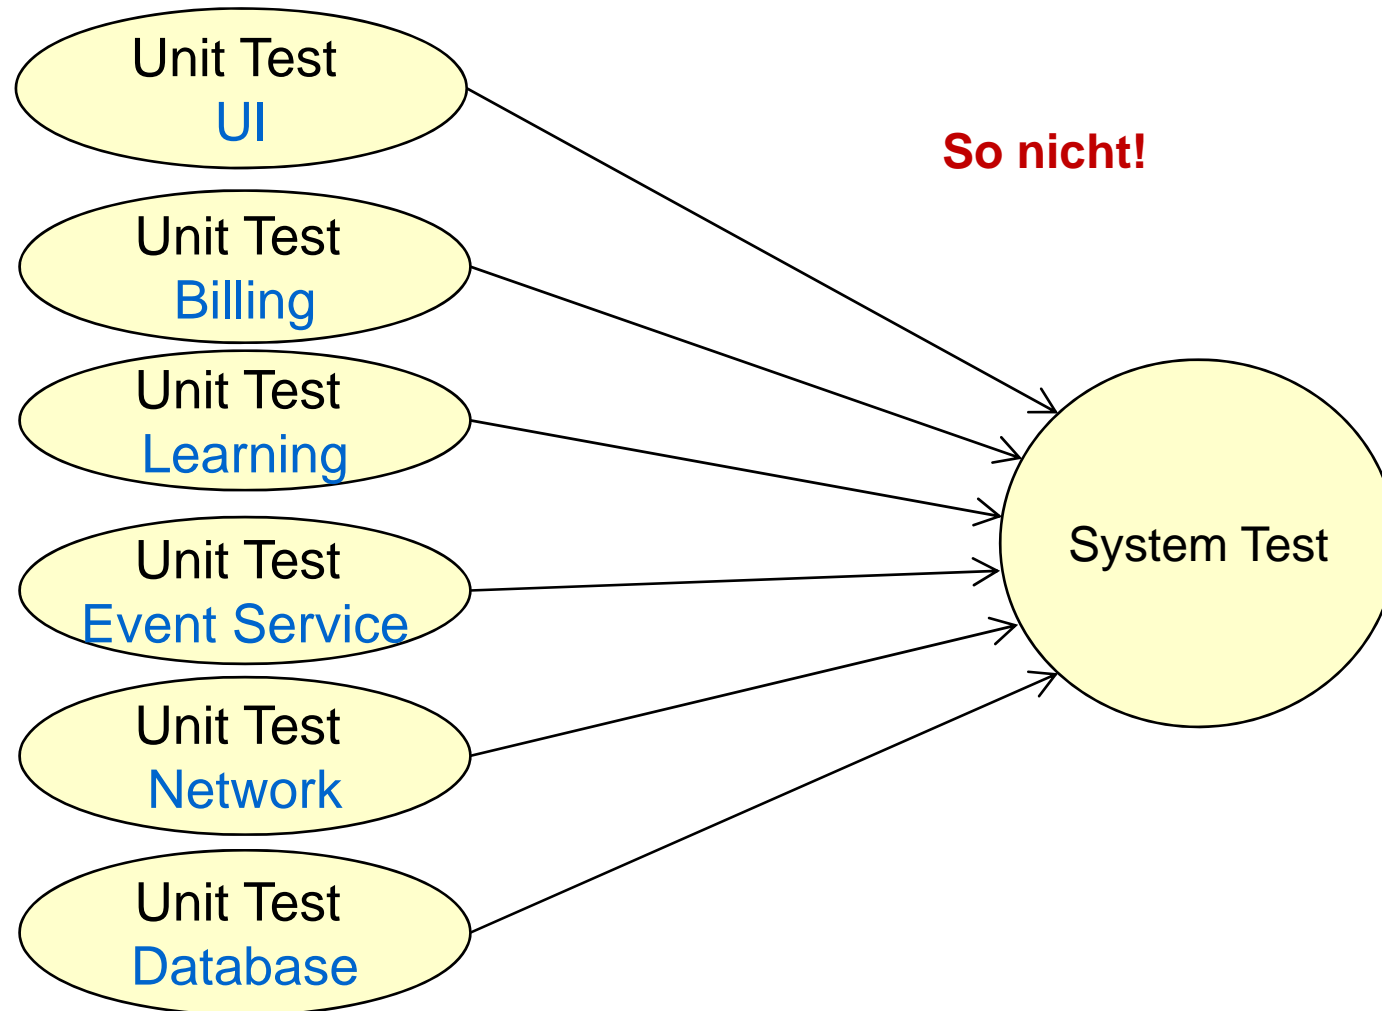 Unit Test
UI
So nicht!
Unit Test
Billing
Unit Test
Learning
Unit Test
Event Service
System Test
Unit Test
Network
Unit Test
Database